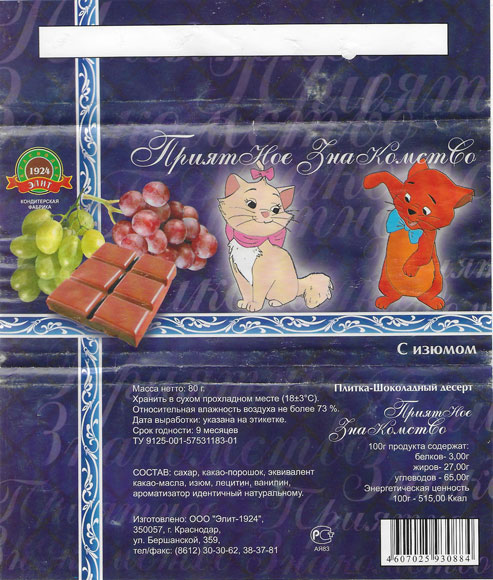 ПриятНое ЗнаКомстВо
1924
ЭЛИТ
КОНДИТЕРСКАЯ
ФАБРИКА
С изюмом
Масса нетто: 80 г.
Хранить в сухом прохладном месте (18±3°С).
Относительная влажность воздуха не более 73 %.
Дата выработки: указана на этикетке.
Срок годности: 9 месяцев
ТУ 9125-001-57531183-01
СОСТАВ: сахар, какао-порошок, эквивалент
какао-масла, изюм, лецитин, ванилин,
ароматизатор идентичный натуральному.
Изготовлено: ООО "Элит-1924",
350057, г. Краснодар,
ул. Бершанской, 359,
тел/факс: (8612) 30-30-62, 38-37-81
Плитка-Шоколадный десерт
ПриятНое
ЗнаКомстВо
100г продукта содержат:
белков- 3,00г
жиров- 27,00г
углеводов - 65,00г
Энергетическая ценность
100г - 515,00 Ккал
АЯ83
4607025930884